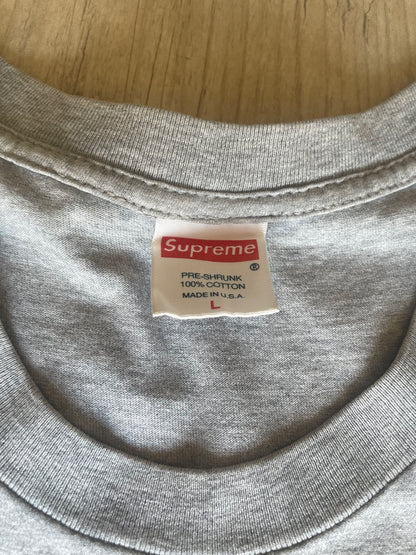 Supreme
®
PRE-SHRUNK
100% COTTON
MADE IN U.S.A.
L